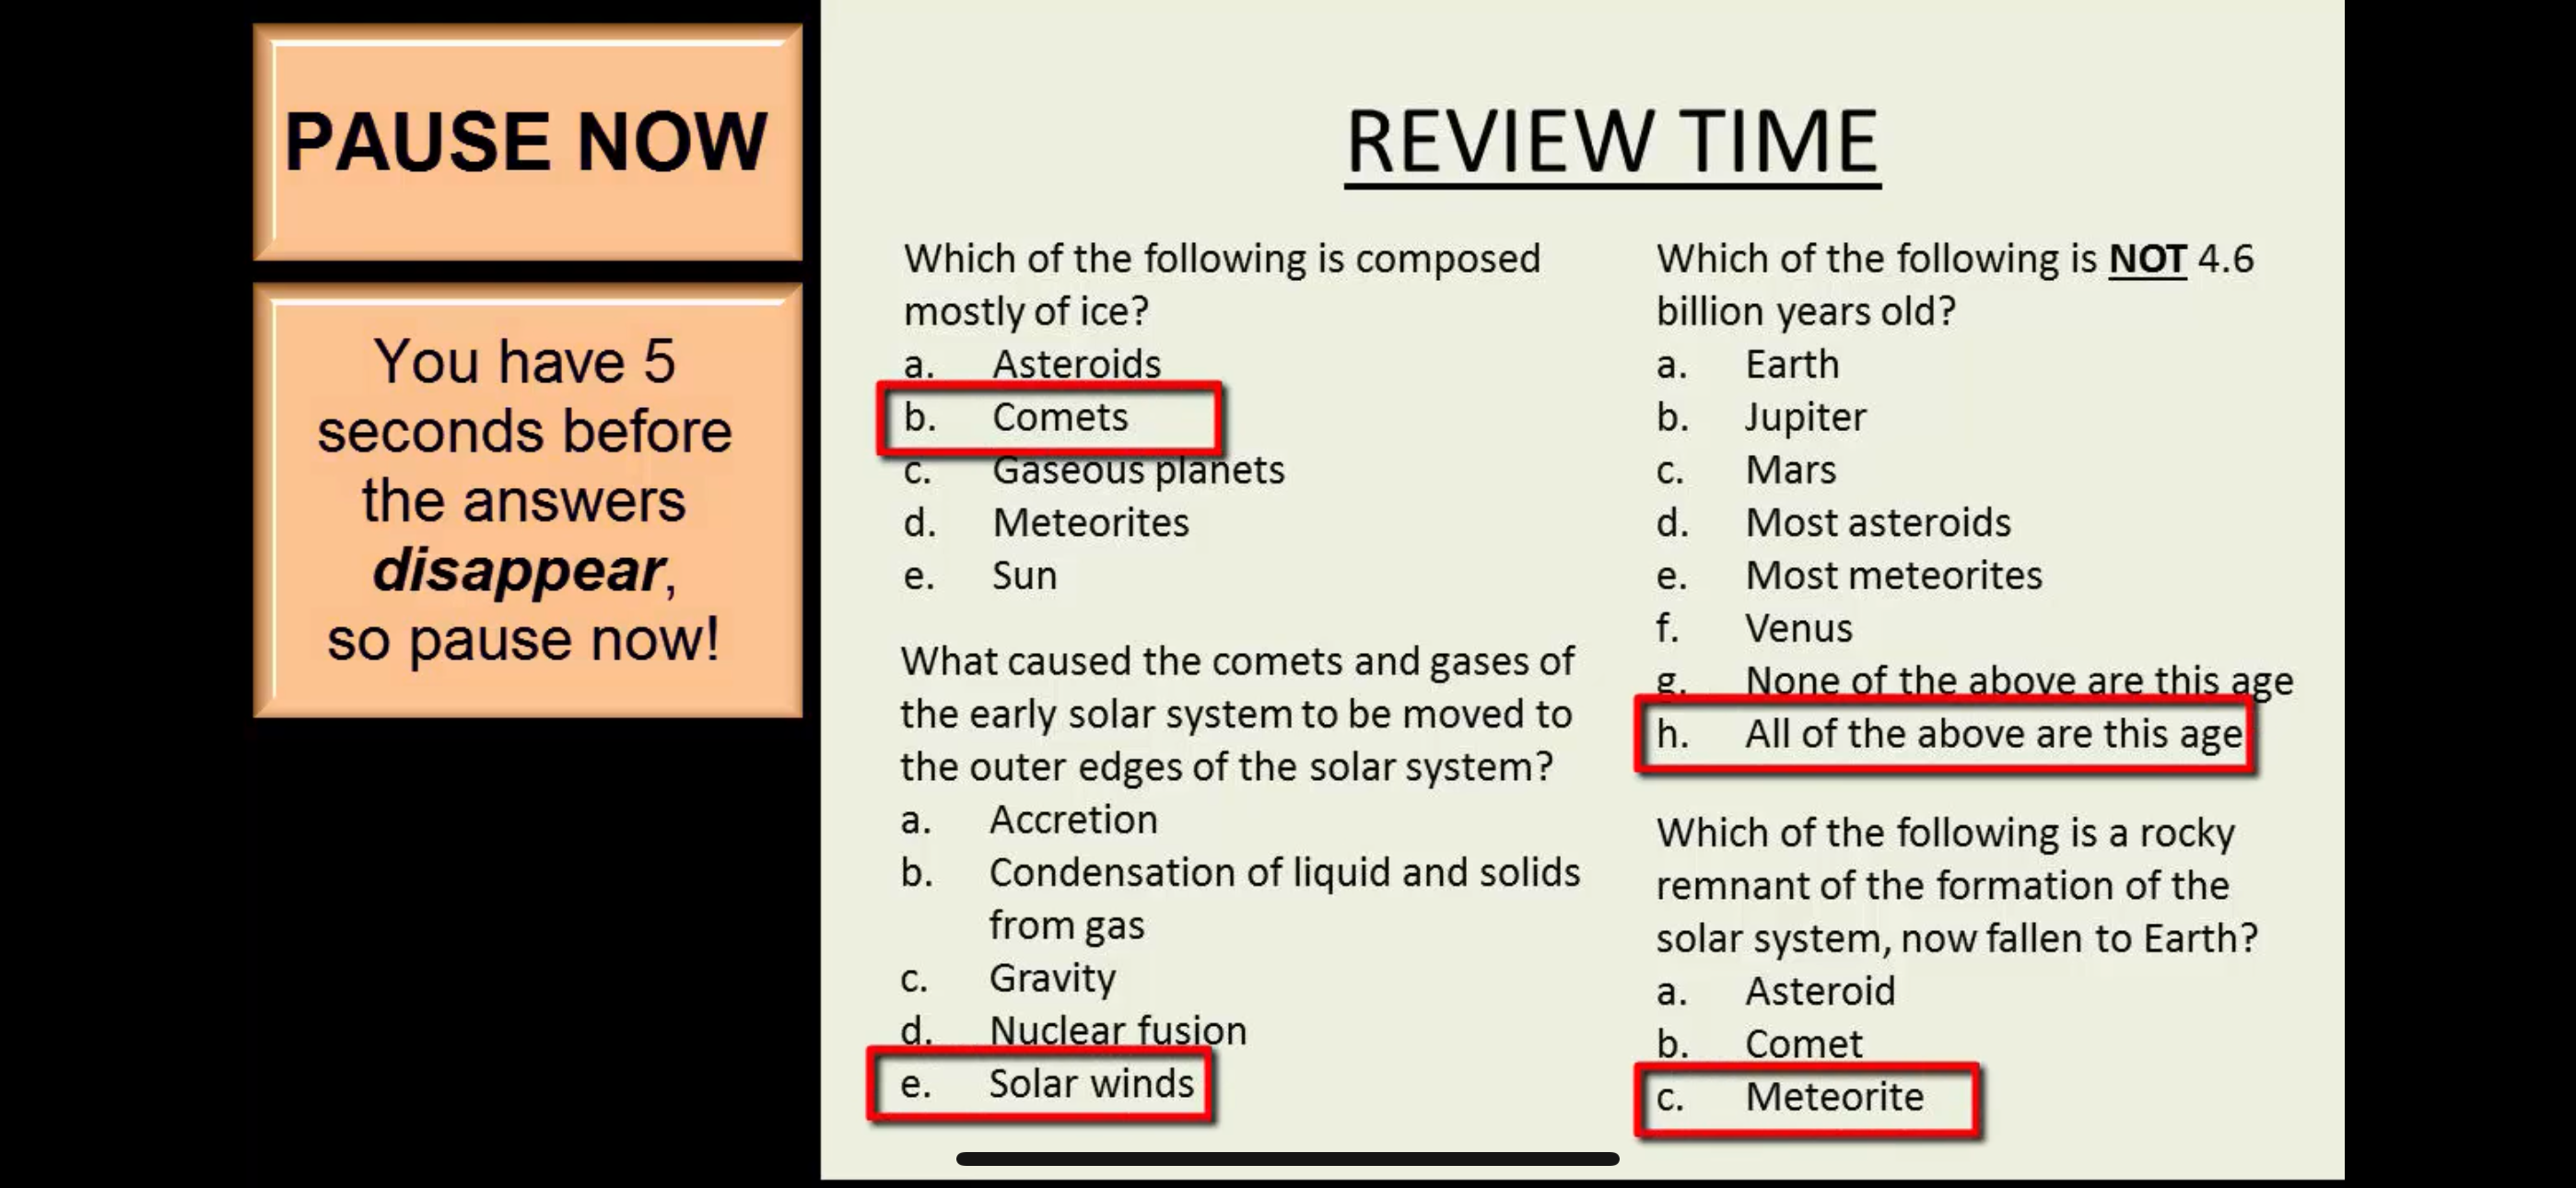 PAUSE NOW
You have 5
seconds before
the answers
disappear,
so pause now!
REVIEW TIME
Which of the following is composed
mostly of ice?
a. Asteroids
b. Comets
c. Gaseous planets
d. Meteorites
e. Sun
What caused the comets and gases of
the early solar system to be moved to
the outer edges of the solar system?
a. Accretion
b. Condensation of liquid and solids
from gas
c. Gravity
d. Nuclear fusion
e. Solar winds
Which of the following is NOT 4.6
billion years old?
a. Earth
b. Jupiter
c. Mars
d. Most asteroids
e. Most meteorites
f. Venus
g. None of the above are this age
h. All of the above are this age
Which of the following is a rocky
remnant of the formation of the
solar system, now fallen to Earth?
a. Asteroid
b. Comet
c. Meteorite